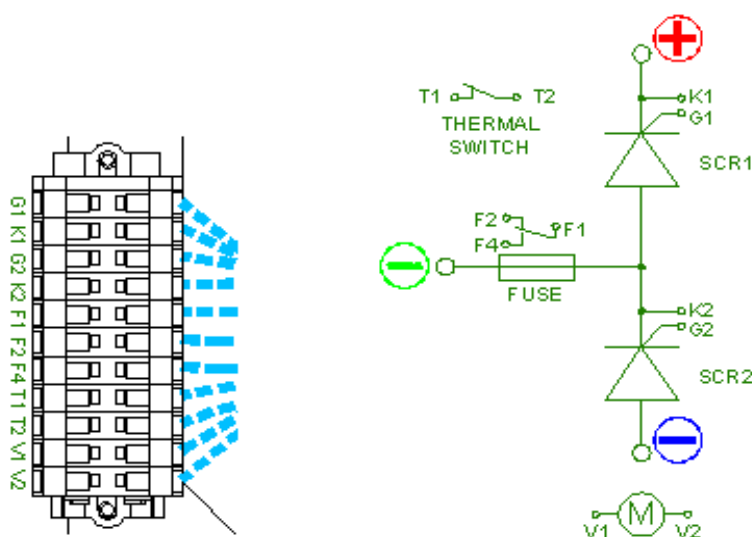 G1
K1
G2
K2
F1
F2
F4
T1
T2
V1
V2
T1 T2
THERMAL
SWITCH
K1
G1
SCR1
F2
F1
F4
FUSE
K2
G2
SCR2
M
V1 V2